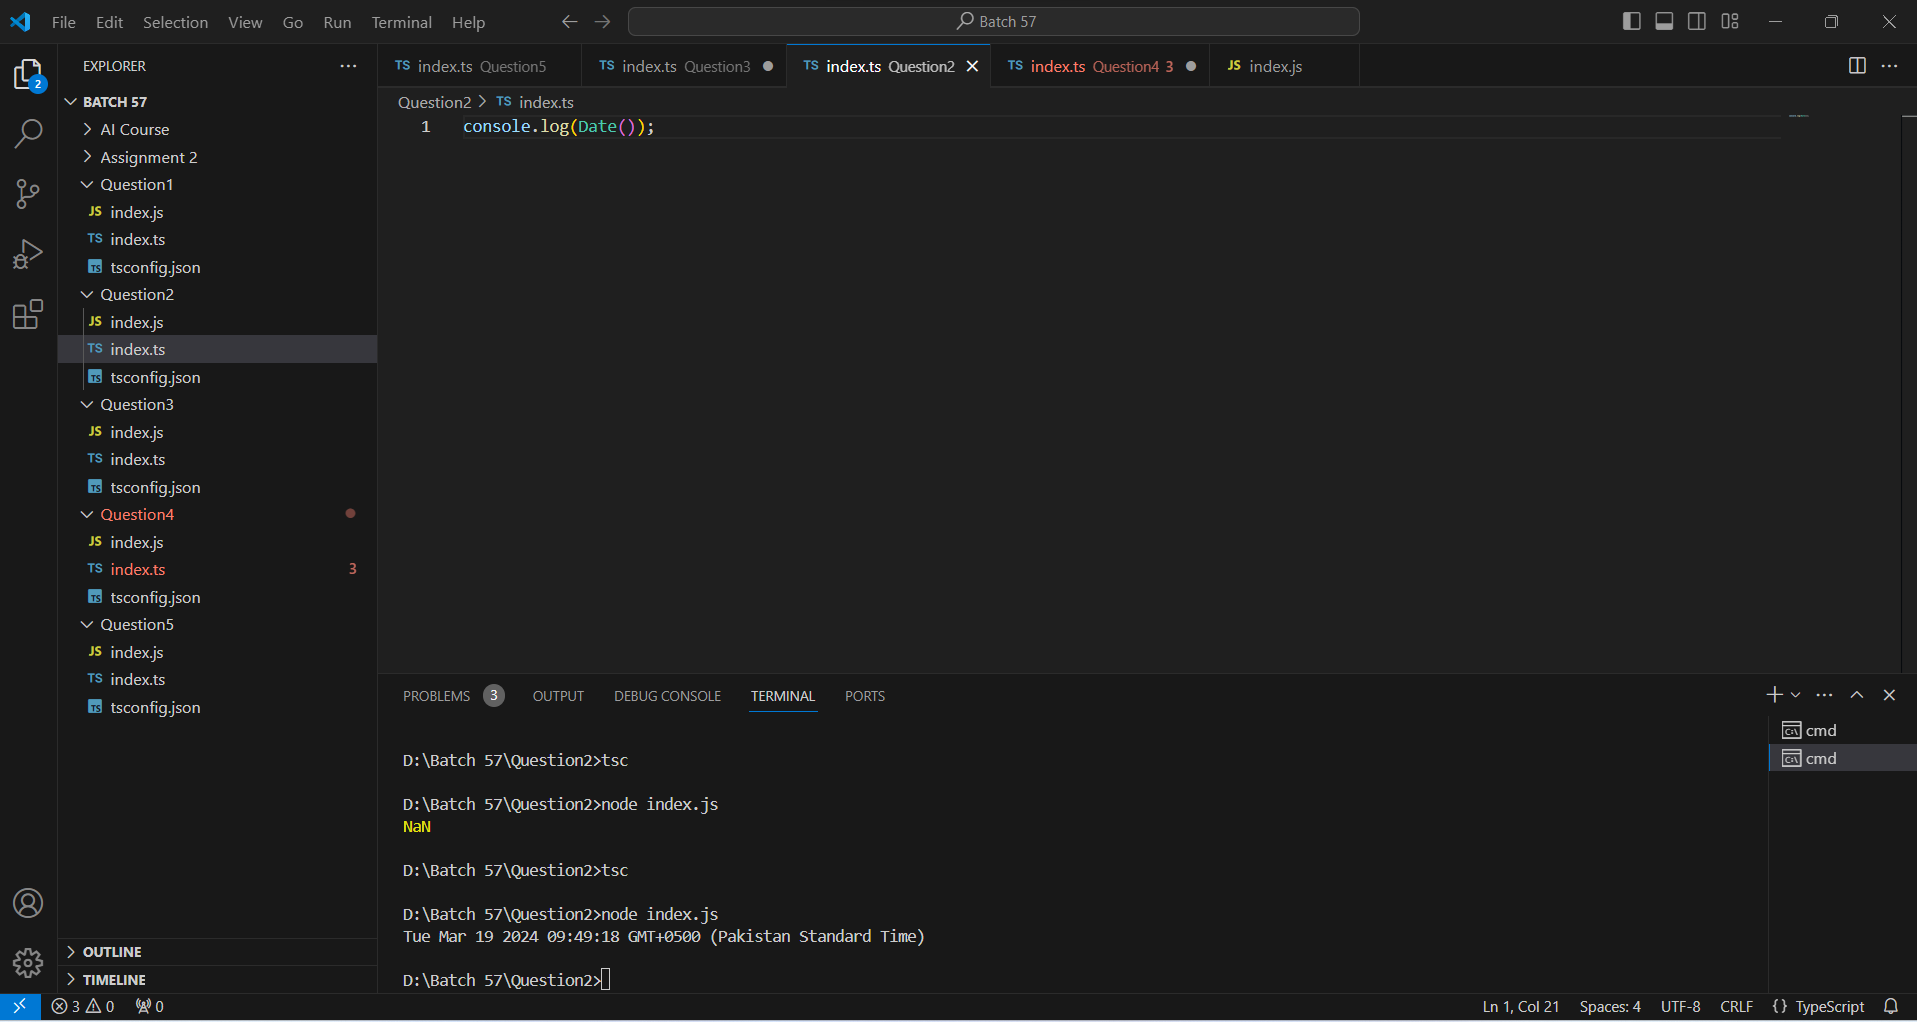 File Edit Selection View Go Run Terminal Help
Batch 57
2
EXPLORER
BATCH 57
AI Course
Assignment 2
Question1
JS index.js
TS index.ts
TS tsconfig.json
Question2
JS index.js
TS index.ts
TS tsconfig.json
Question3
JS index.js
TS index.ts
TS tsconfig.json
Question4
JS index.js
TS index.ts 3
TS tsconfig.json
Question5
JS index.js
TS index.ts
TS tsconfig.json
OUTLINE
TIMELINE
TS index.ts Question5
TS index.ts Question3
TS index.ts Question2
TS index.ts Question4 3
JS index.js
Question2 > TS index.ts
1 console.log(Date());
PROBLEMS 3 OUTPUT DEBUG CONSOLE TERMINAL PORTS
D:\Batch 57\Question2>tsc
D:\Batch 57\Question2>node index.js
NaN
D:\Batch 57\Question2>tsc
D:\Batch 57\Question2>node index.js
Tue Mar 19 2024 09:49:18 GMT+0500 (Pakistan Standard Time)
D:\Batch 57\Question2>
cmd
cmd
3 0 0
Ln 1, Col 21 Spaces: 4 UTF-8 CRLF {} TypeScript